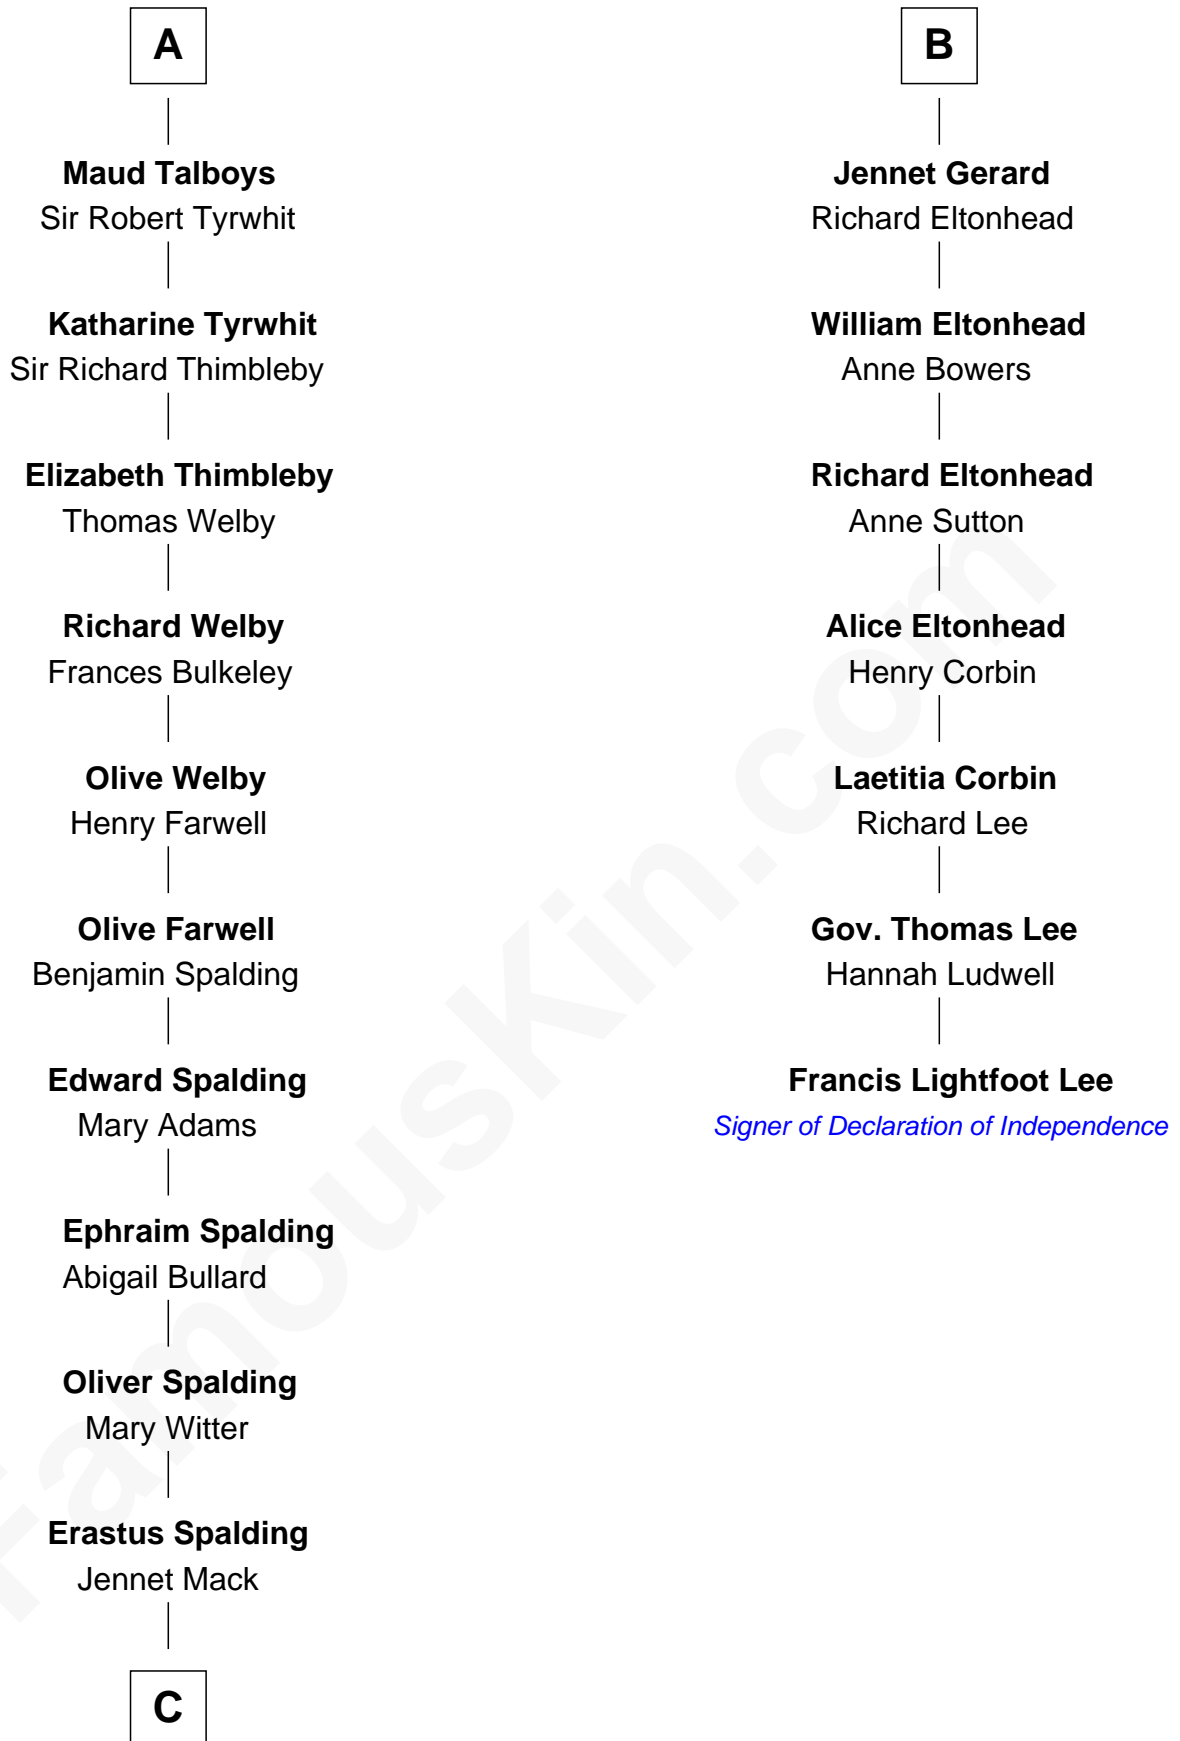 A
Maud Talboys
Sir Robert Tyrwhit
Katharine Tyrwhit
Sir Richard Thimbleby
Elizabeth Thimbleby
Thomas Welby
Richard Welby
Frances Bulkeley
Olive Welby
Henry Farwell
Olive Farwell
Benjamin Spalding
Edward Spalding
Mary Adams
Ephraim Spalding
Abigail Bullard
Oliver Spalding
Mary Witter
Erastus Spalding
Jennet Mack
C
B
Jennet Gerard
Richard Eltonhead
William Eltonhead
Anne Bowers
Richard Eltonhead
Anne Sutton
Alice Eltonhead
Henry Corbin
Laetitia Corbin
Richard Lee
Gov. Thomas Lee
Hannah Ludwell
Francis Lightfoot Lee
Signer of Declaration of Independence
FamousKin.com